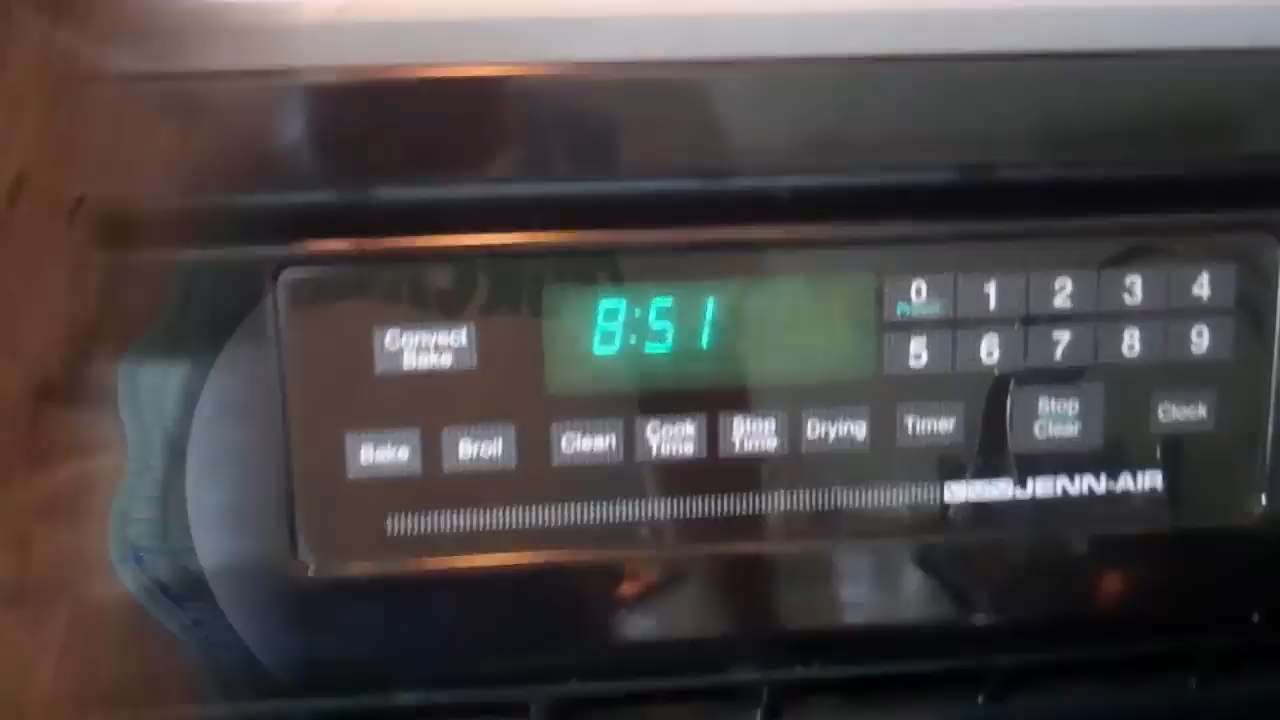 8:51
0 1 2 3 4
Preset
5 6 7 8 9
Convect
Bake
Bake
Broil
Clean
Cook
Time
Stop
Time
Drying
Timer
Stop
Clear
Clock
JENN-AIR